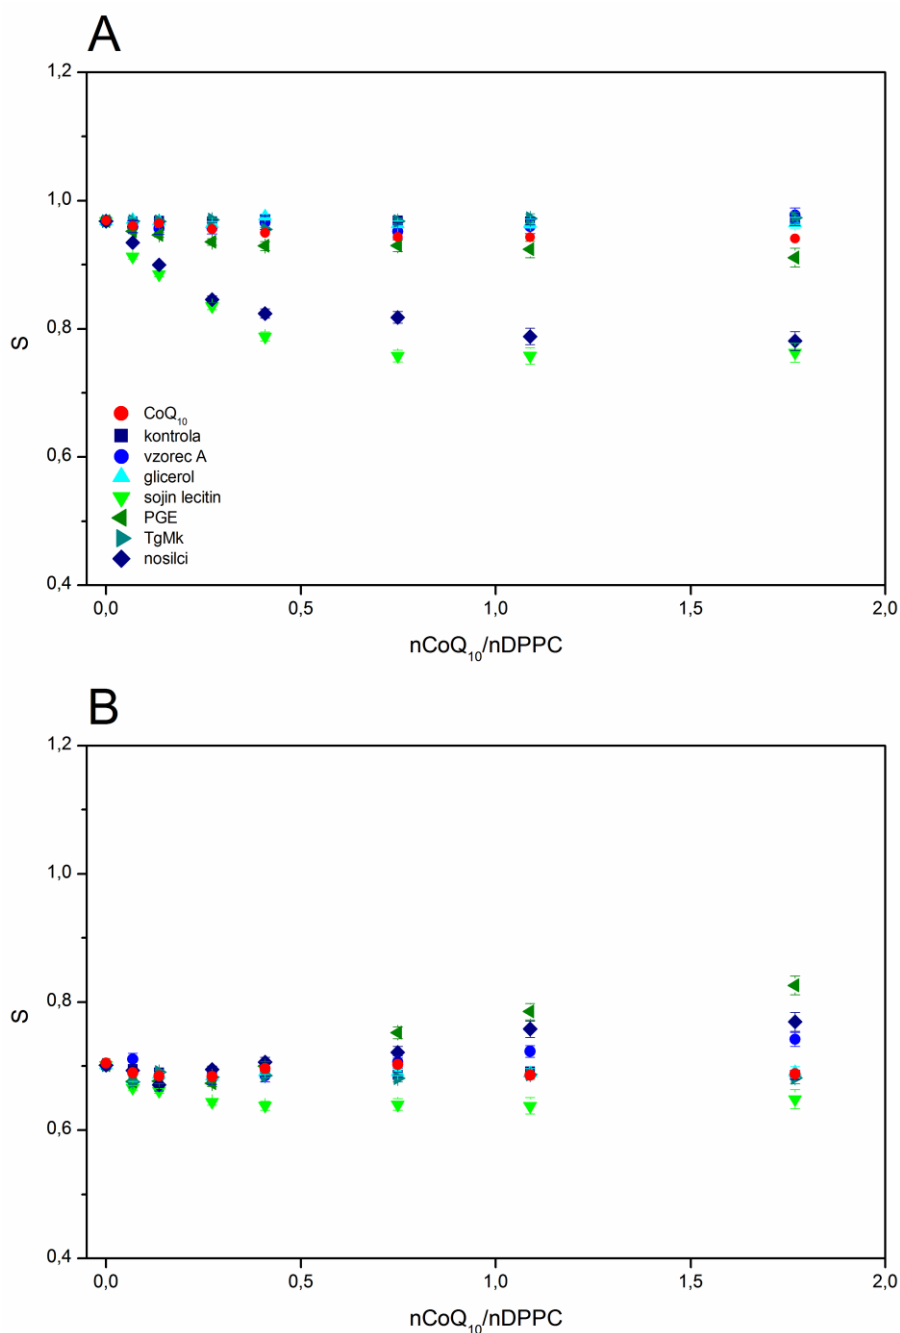 A
1,2
1,0
0,8
0,6
0,4
S
CoQ10
kontrola
vzorec A
glicerol
sojin lecitin
PGE
TgMk
nosilci
0,0 0,5 1,0 1,5 2,0
nCoQ10/nDPPC
B
1,2
1,0
0,8
0,6
0,4
S
0,0 0,5 1,0 1,5 2,0
nCoQ10/nDPPC